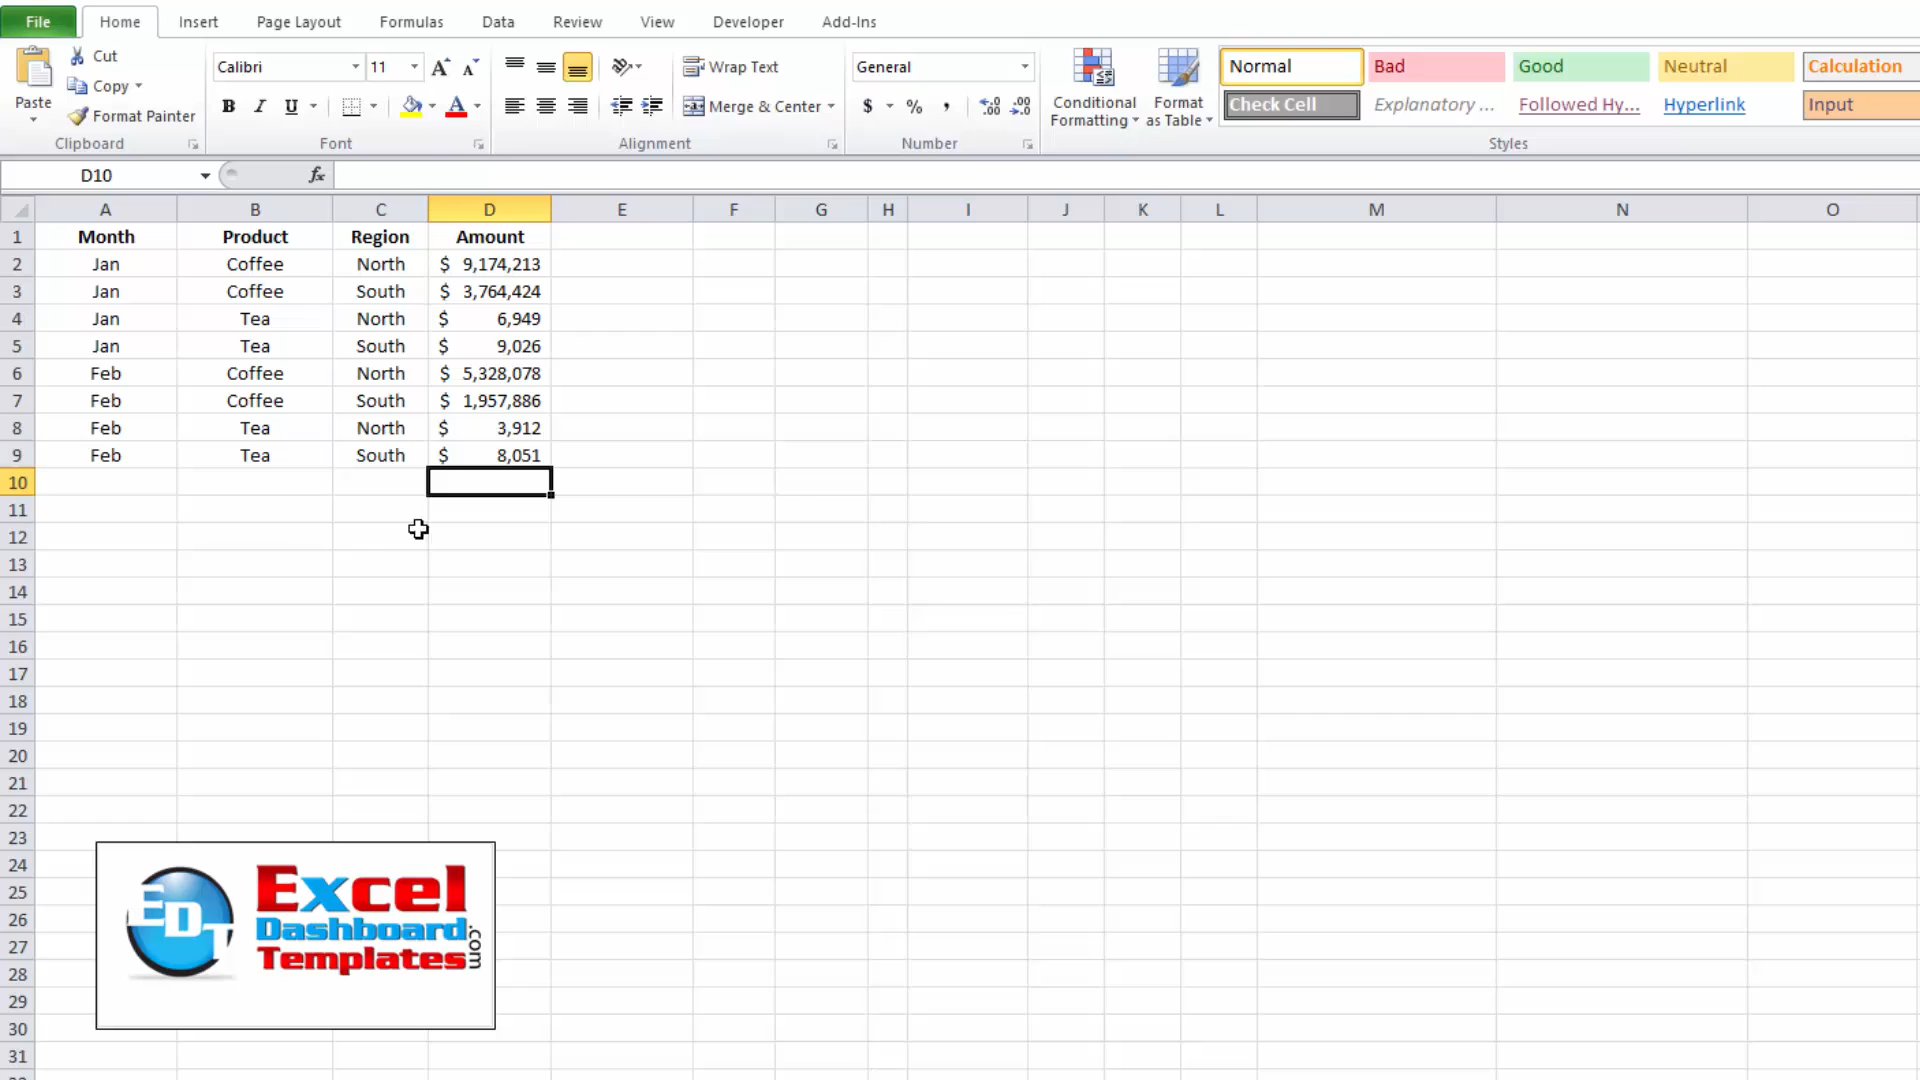 File Home Insert Page Layout Formulas Data Review View Developer Add-Ins
Cut
Copy
Format Painter
Paste
Clipboard
Calibri 11 A A
B I U A
Font
Wrap Text
Merge & Center
Alignment
General
$ % , .0 .00 .00 .0
Number
Conditional Formatting
Format as Table
Normal Bad Good Neutral Calculation
Check Cell Explanatory ... Followed Hy... Hyperlink Input
Styles
D10 fx
A B C D E F G H I J K L M N O
1 Month Product Region Amount
2 Jan Coffee North $ 9,174,213
3 Jan Coffee South $ 3,764,424
4 Jan Tea North $ 6,949
5 Jan Tea South $ 9,026
6 Feb Coffee North $ 5,328,078
7 Feb Coffee South $ 1,957,886
8 Feb Tea North $ 3,912
9 Feb Tea South $ 8,051
10
11
12
13
14
15
16
17
18
19
20
21
22
23
24
25
26
27
28
29
30
31
EDT
Excel
Dashboard
Templates
.com